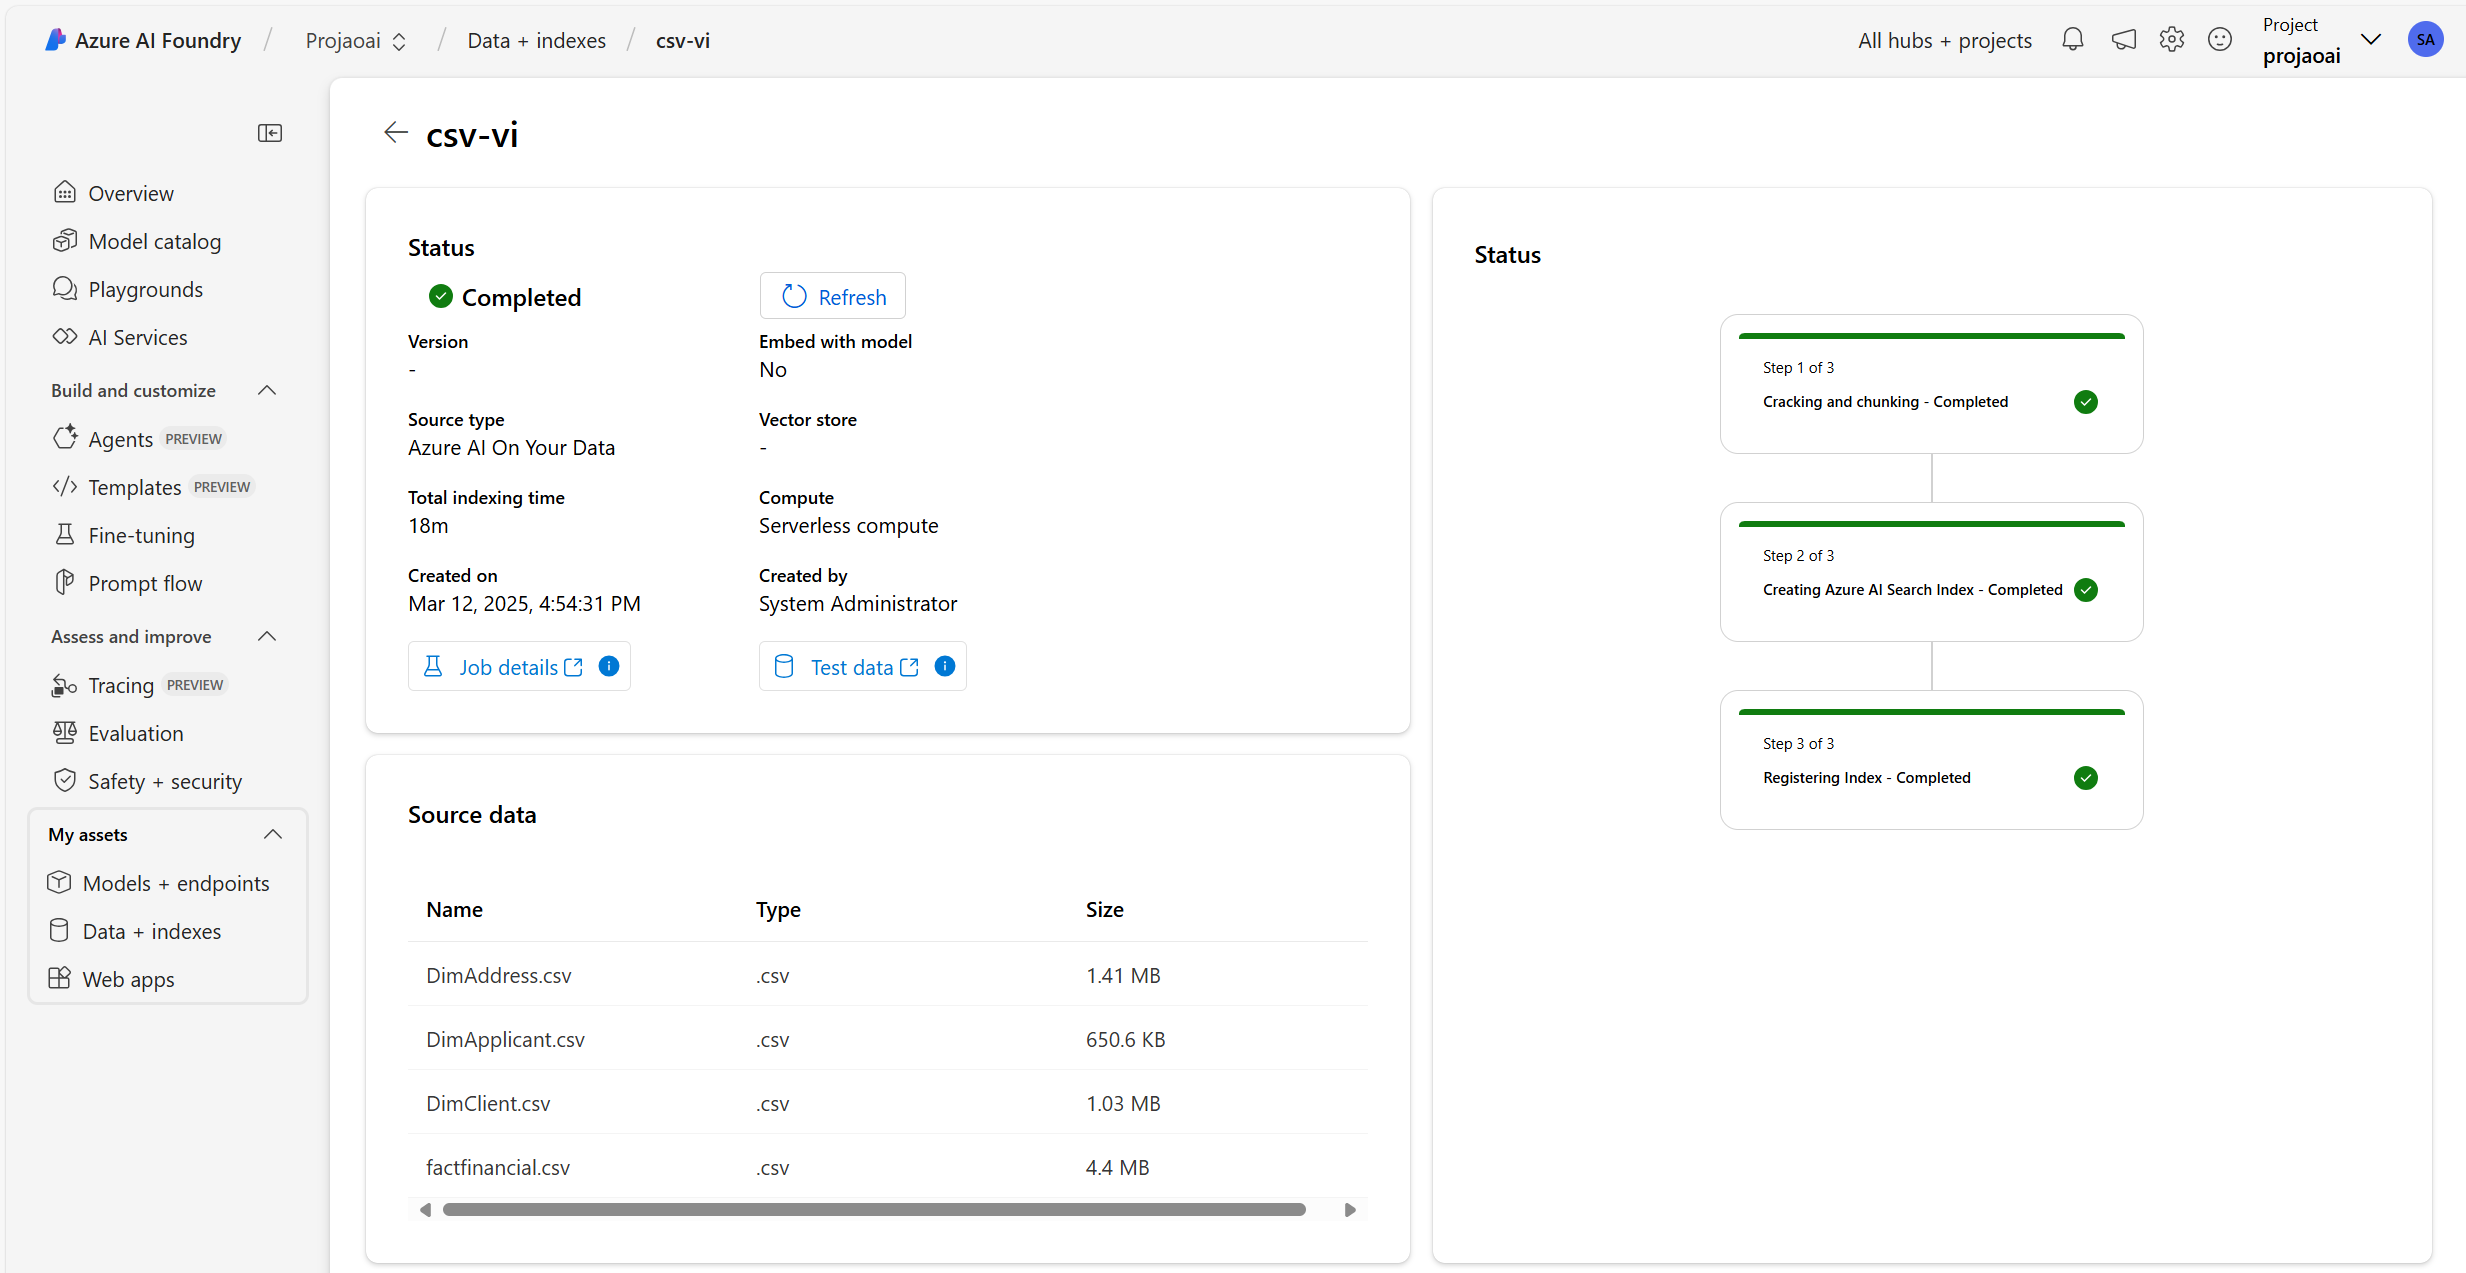 Azure AI Foundry / Projaoai / Data + indexes / csv-vi
All hubs + projects
Project
projaoai
SA
Overview
Model catalog
Playgrounds
AI Services
Build and customize
Agents PREVIEW
Templates PREVIEW
Fine-tuning
Prompt flow
Assess and improve
Tracing PREVIEW
Evaluation
Safety + security
My assets
Models + endpoints
Data + indexes
Web apps
csv-vi
Status
Completed
Refresh
Version
-
Embed with model
No
Source type
Azure AI On Your Data
Vector store
-
Total indexing time
18m
Compute
Serverless compute
Created on
Mar 12, 2025, 4:54:31 PM
Created by
System Administrator
Job details
Test data
Source data
Name Type Size
DimAddress.csv .csv 1.41 MB
DimApplicant.csv .csv 650.6 KB
DimClient.csv .csv 1.03 MB
factfinancial.csv .csv 4.4 MB
Status
Step 1 of 3
Cracking and chunking - Completed
Step 2 of 3
Creating Azure AI Search Index - Completed
Step 3 of 3
Registering Index - Completed